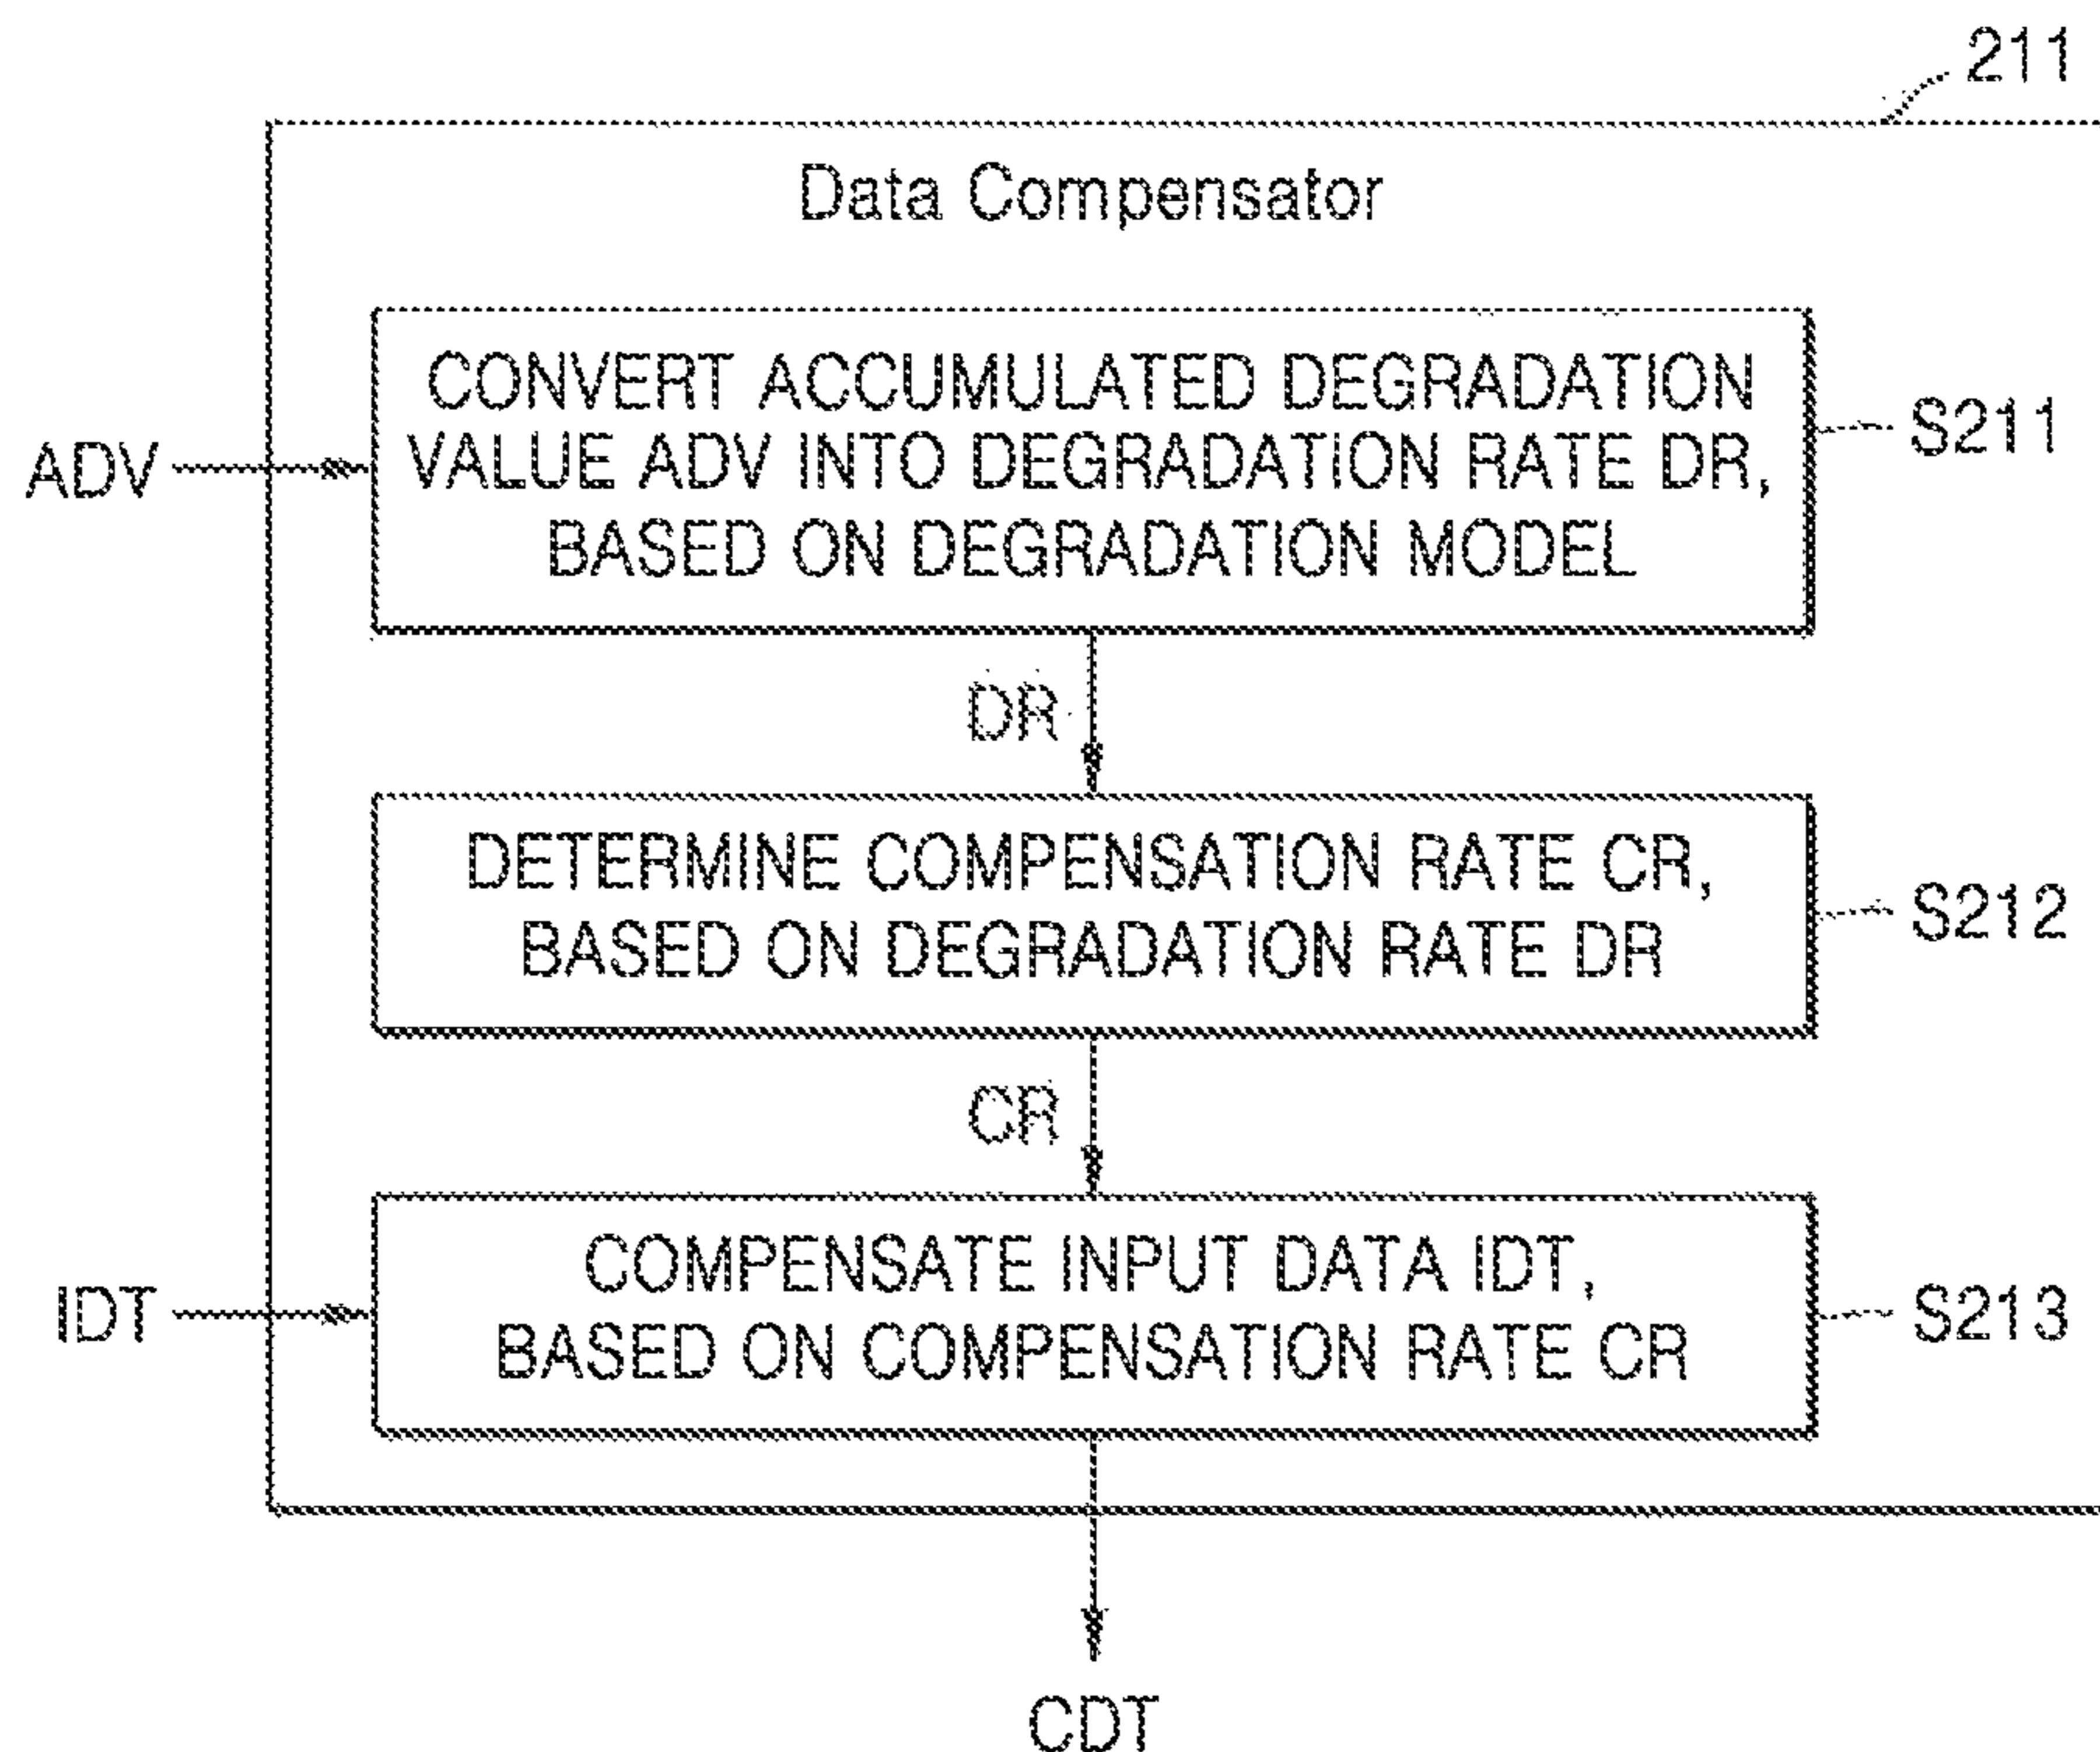 211
Data Compensator
CONVERT ACCUMULATED DEGRADATION
VALUE ADV INTO DEGRADATION RATE DR,
BASED ON DEGRADATION MODEL
S211
ADV
DR
DETERMINE COMPENSATION RATE CR,
BASED ON DEGRADATION RATE DR
S212
CR
COMPENSATE INPUT DATA IDT,
BASED ON COMPENSATION RATE CR
S213
IDT
CDT